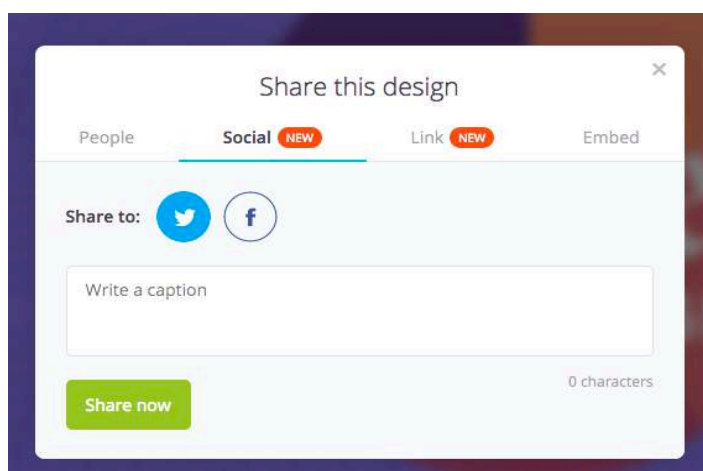 Share this design
People Social NEW Link NEW Embed
Share to: f
Write a caption
0 characters
Share now